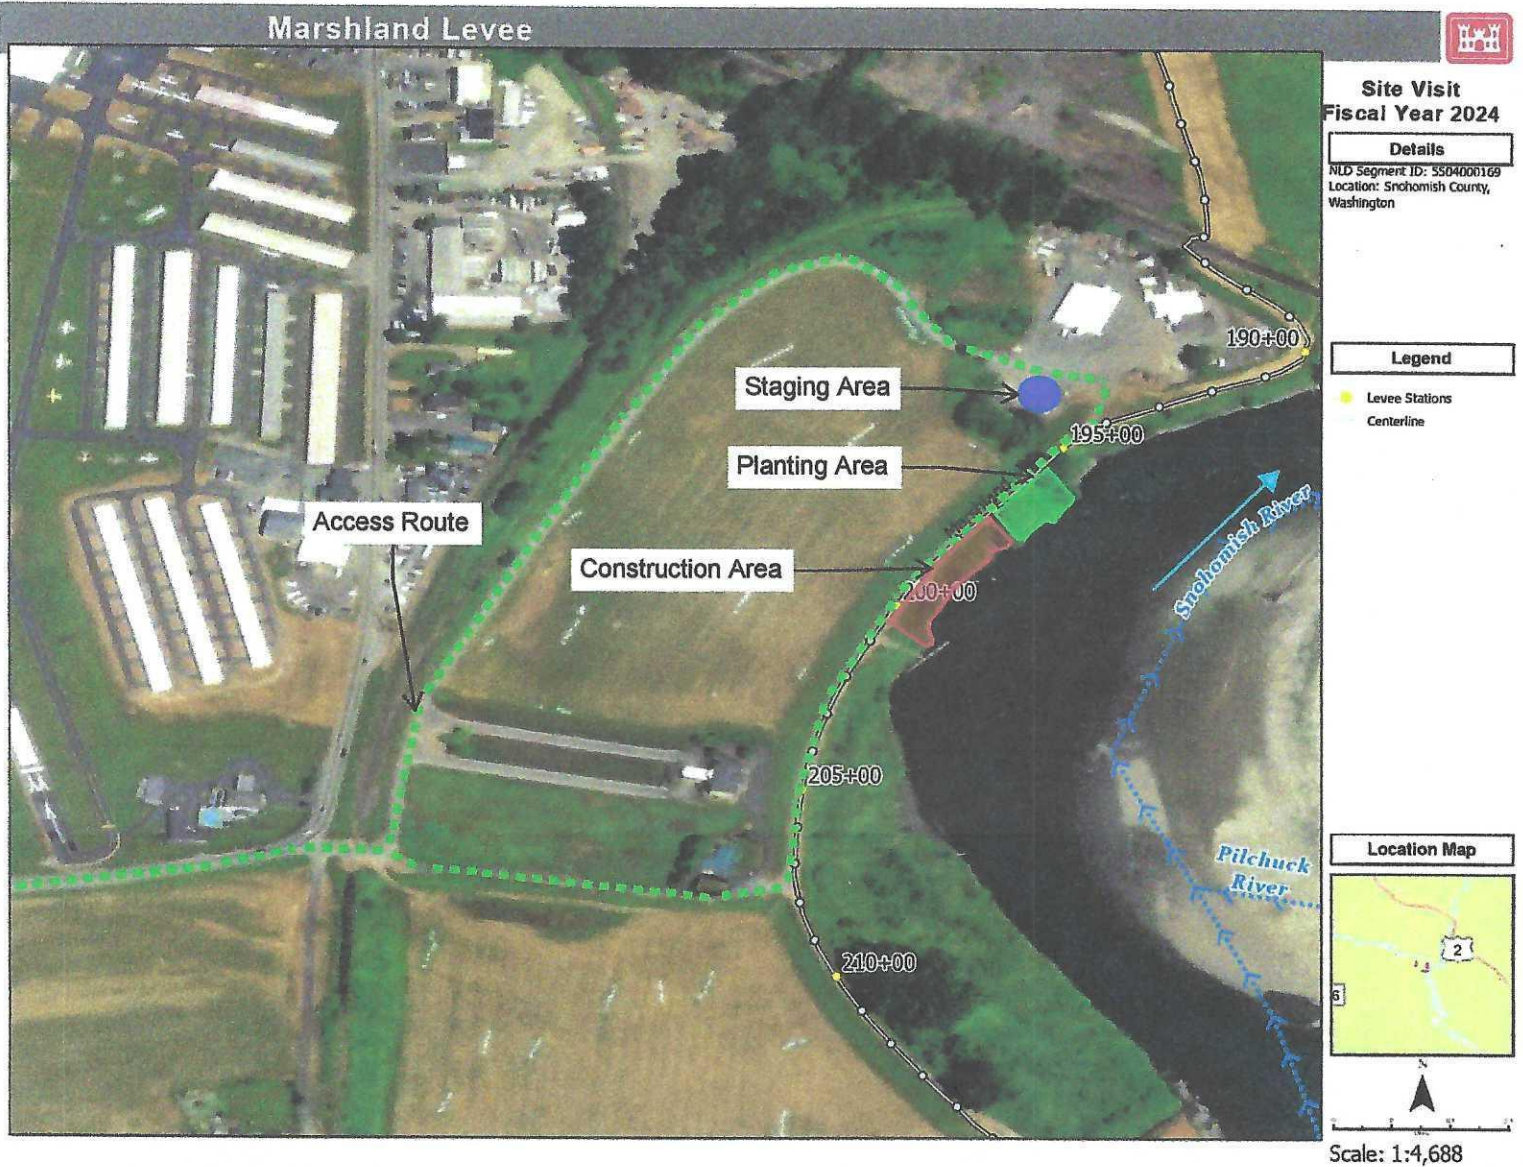 Marshland Levee
Site Visit
Fiscal Year 2024
Details
NLD Segment ID: 5504000169
Location: Snohomish County,
Washington
190+00
Staging Area
195+00
Planting Area
Access Route
Construction Area
200+00
Snohomish River
205+00
Pilchuck
River
210+00
Legend
Levee Stations
Centerline
Location Map
2
6
N
Scale: 1:4,688